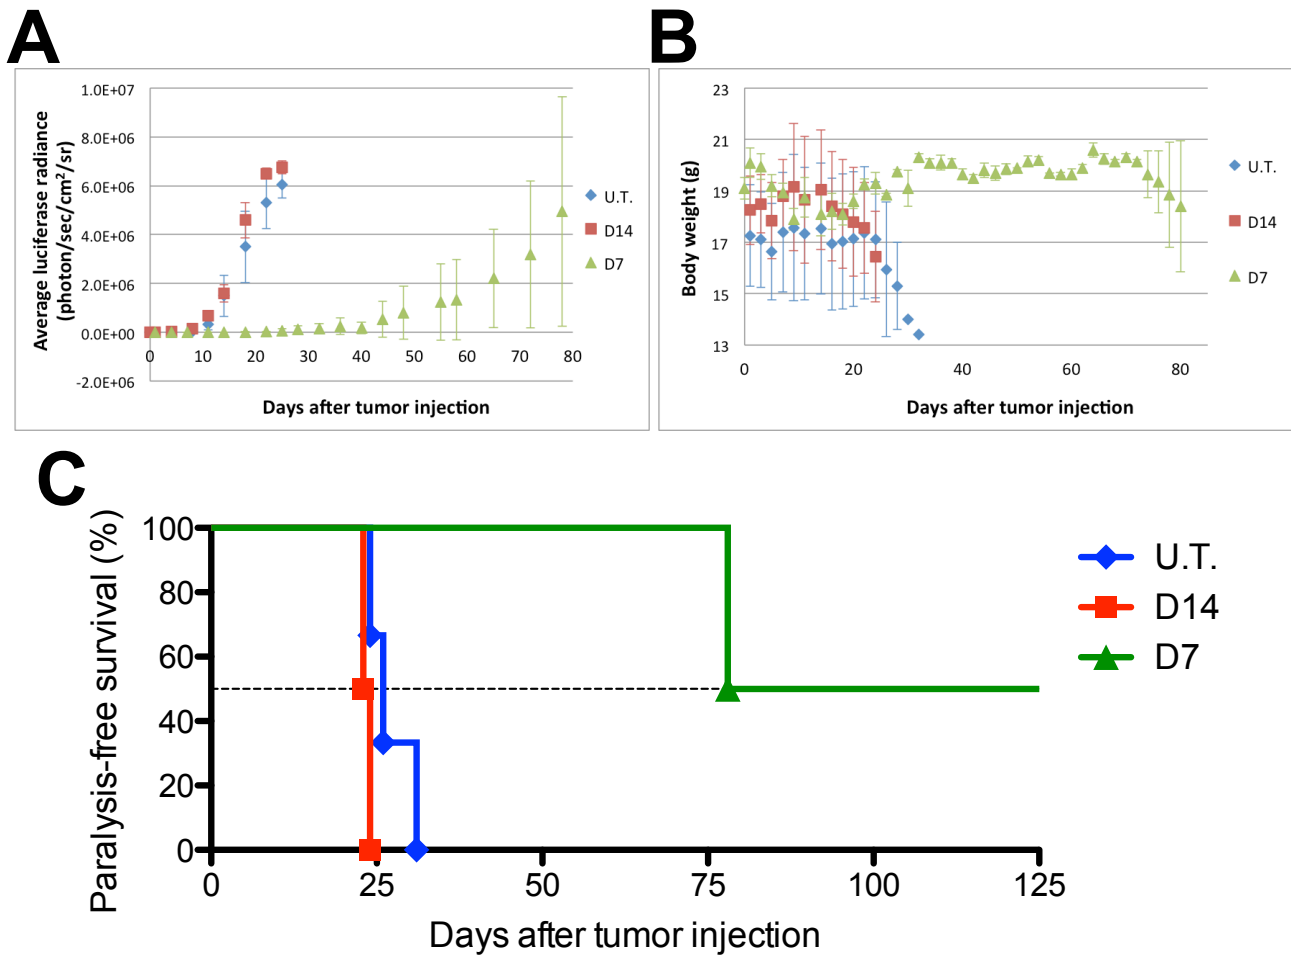 A
B
1.0E+07
8.0E+06
6.0E+06
4.0E+06
2.0E+06
0.0E+00
-2.0E+06
0 10 20 30 40 50 60 70 80
Average luciferase radiance
(photon/sec/cm²/sr)
Days after tumor injection
U.T.
D14
D7
23
21
19
17
15
13
0 20 40 60 80
Body weight (g)
Days after tumor injection
U.T.
D14
D7
C
100
80
60
40
20
0
0 25 50 75 100 125
Paralysis-free survival (%)
Days after tumor injection
U.T.
D14
D7